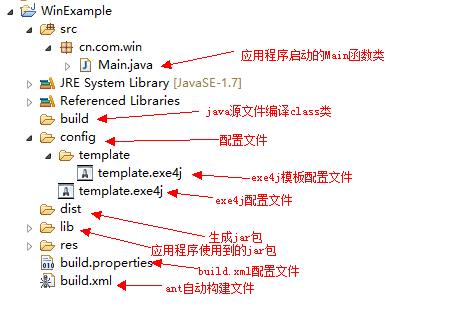 WinExample
src
cn.com.win
应用程序启动的Main函数类
Main.java
JRE System Library [JavaSE-1.7]
Referenced Libraries
java源文件编译class类
build
config
配置文件
template
template.exe4j
exe4j模板配置文件
template.exe4j
exe4j配置文件
dist
生成jar包
lib
应用程序使用到的jar包
res
build.properties
build.xml配置文件
build.xml
ant自动构建文件